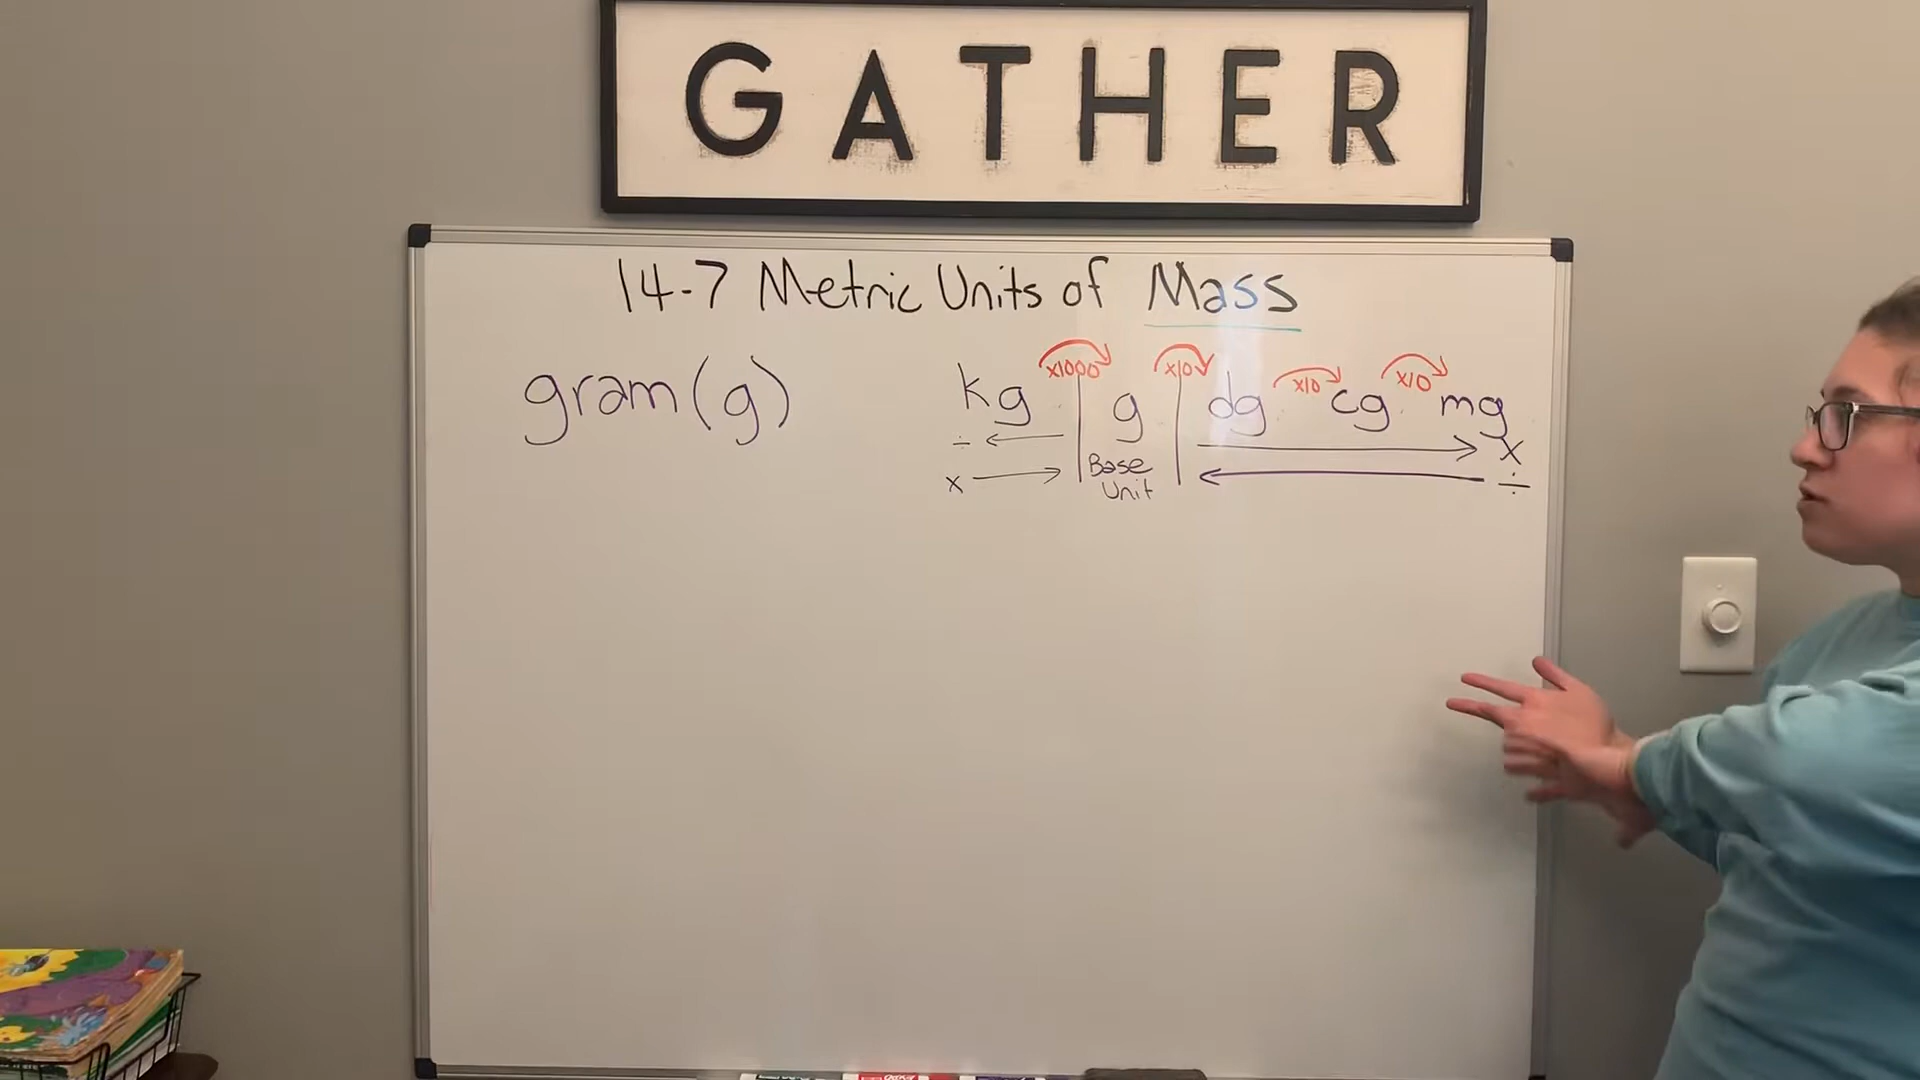 GATHER
14-7 Metric Units of Mass
gram(g)
x1000 x10 x10 x10
kg g dg cg mg
÷ x
x Base ÷
Unit